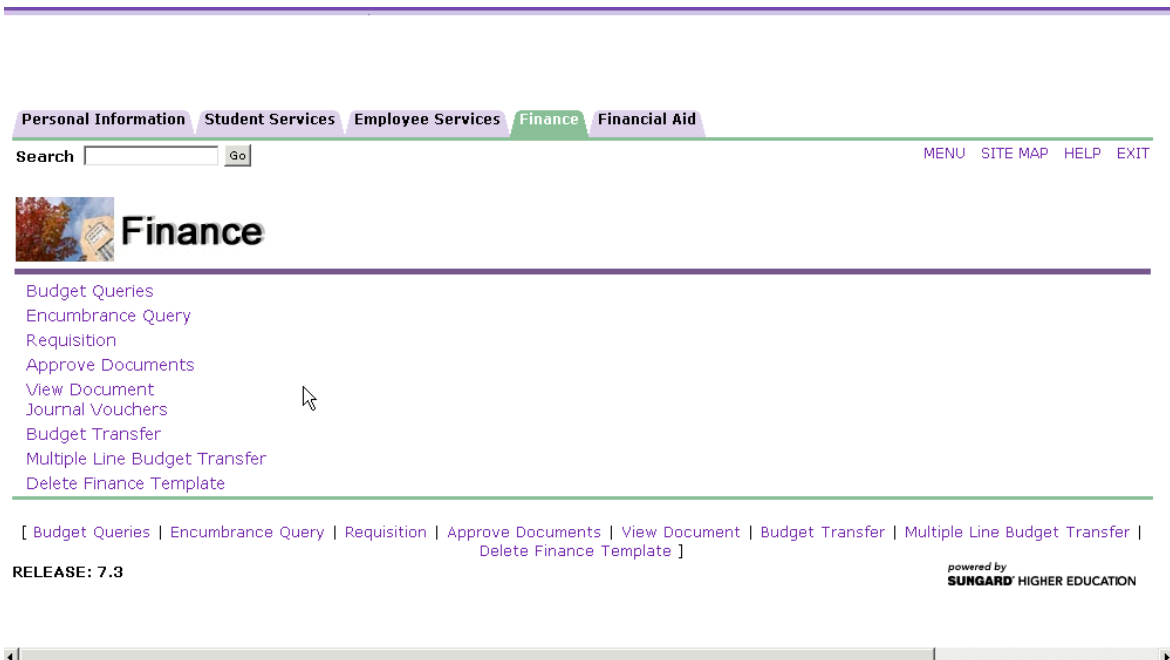 Personal Information Student Services Employee Services Finance Financial Aid
Search Go MENU SITE MAP HELP EXIT
Finance
Budget Queries
Encumbrance Query
Requisition
Approve Documents
View Document
Journal Vouchers
Budget Transfer
Multiple Line Budget Transfer
Delete Finance Template
[ Budget Queries | Encumbrance Query | Requisition | Approve Documents | View Document | Budget Transfer | Multiple Line Budget Transfer |
Delete Finance Template ]
RELEASE: 7.3
powered by
SUNGARD HIGHER EDUCATION